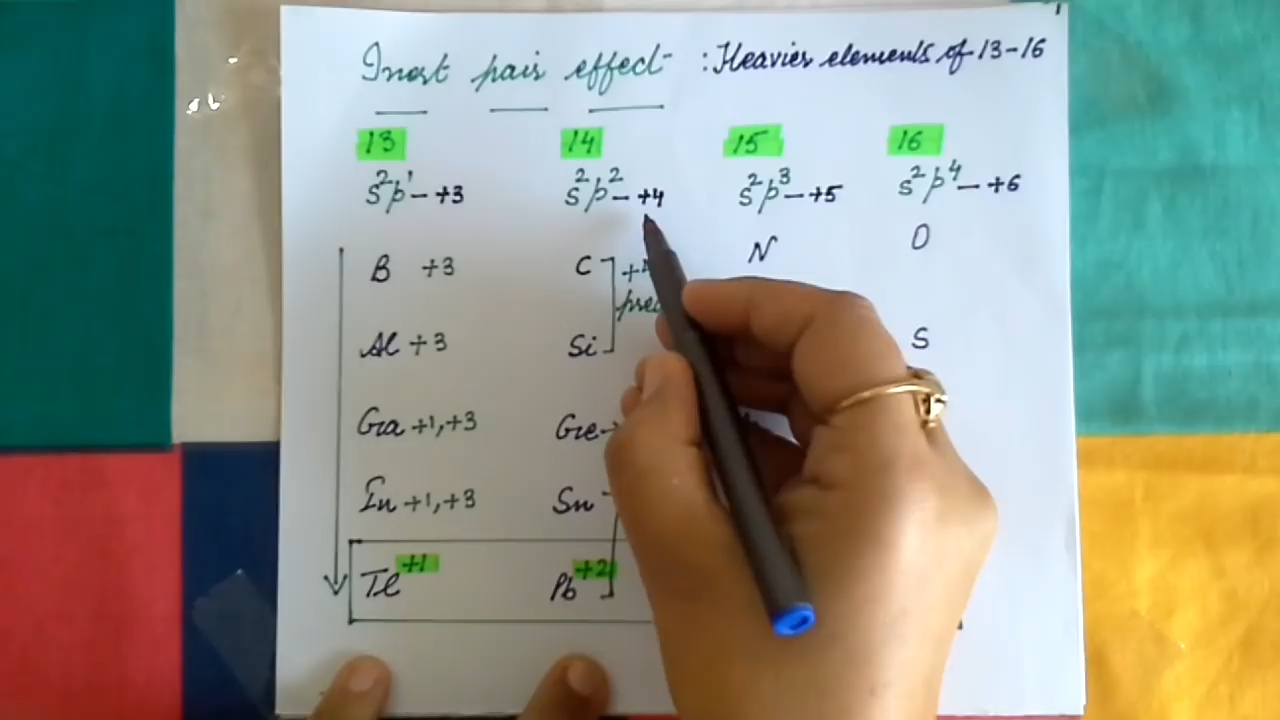 Inert pair effect : Heavier elements of 13-16
13 14 15 16
s²p¹ - +3 s²p² - +4 s²p³ - +5 s²p⁴ - +6
N O
B +3 C
Al +3 Si S
Ga +1, +3 Ge
In +1, +3 Sn
Tl +1 Pb +2